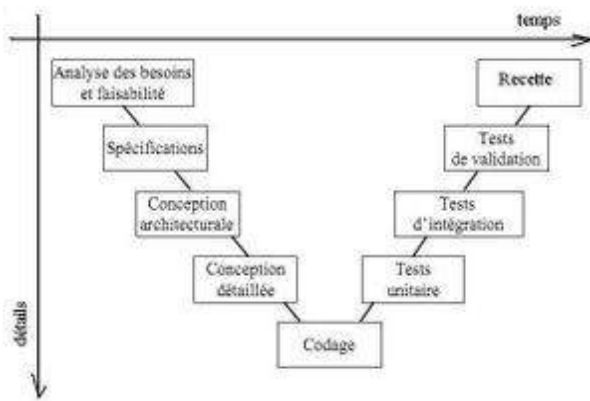 temps
Analyse des besoins
et faisabilité
Recette
Spécifications
Tests
de validation
Conception
architecturale
Tests
d'intégration
Conception
détaillée
Tests
unitaire
Codage
détails